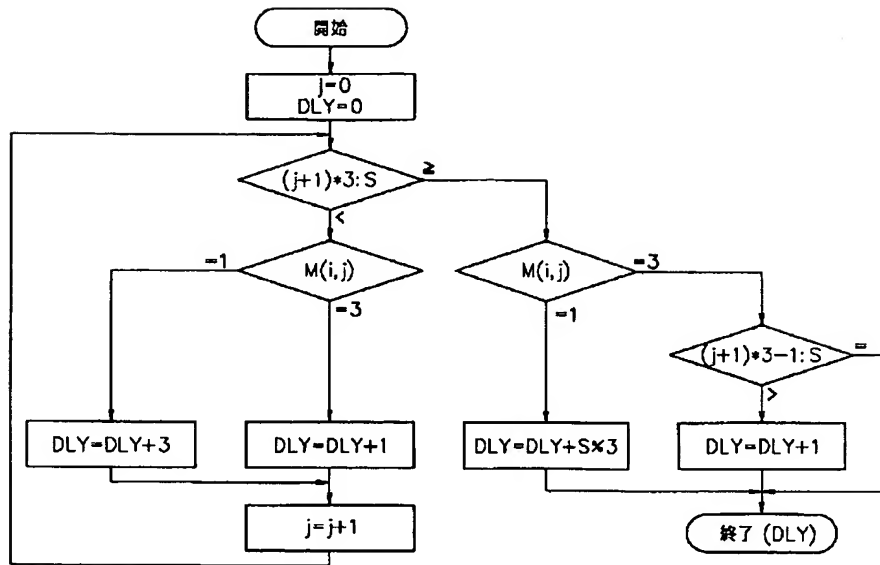 開始
j=0
DLY=0
(j+1)*3:S
≧
<
M(i,j)
=1
=3
M(i,j)
=3
=1
(j+1)*3-1:S
=
>
DLY=DLY+3
DLY=DLY+1
DLY=DLY+S%3
DLY=DLY+1
j=j+1
終了 (DLY)